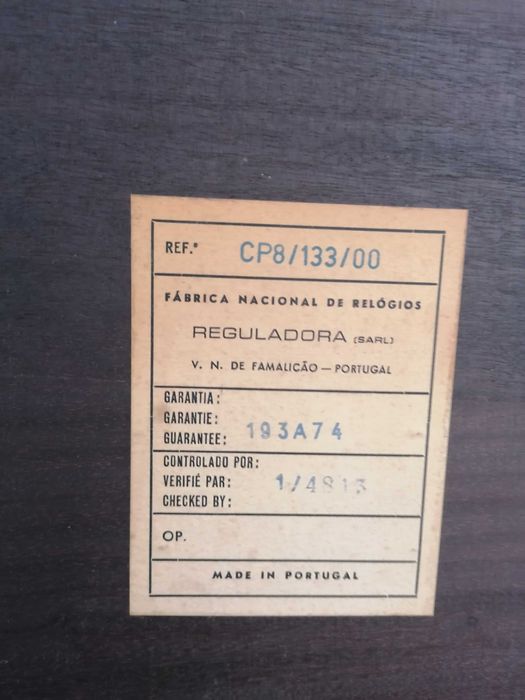 REF.ª CP8/133/00
FÁBRICA NACIONAL DE RELÓGIOS
REGULADORA (SARL)
V. N. DE FAMALICÃO — PORTUGAL
GARANTIA:
GARANTIE:
GUARANTEE: 193A74
CONTROLADO POR:
VERIFIÉ PAR:
CHECKED BY:
OP.
MADE IN PORTUGAL